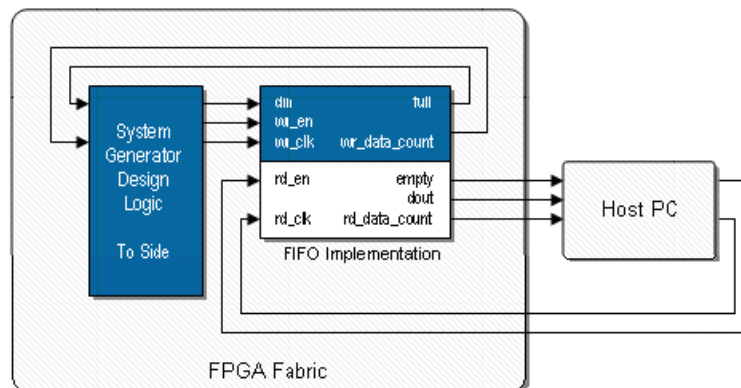 System
Generator
Design
Logic
To Side
din full
wr_en
wr_clk wr_data_count
rd_en empty
dout
rd_clk rd_data_count
FIFO Implementation
Host PC
FPGA Fabric